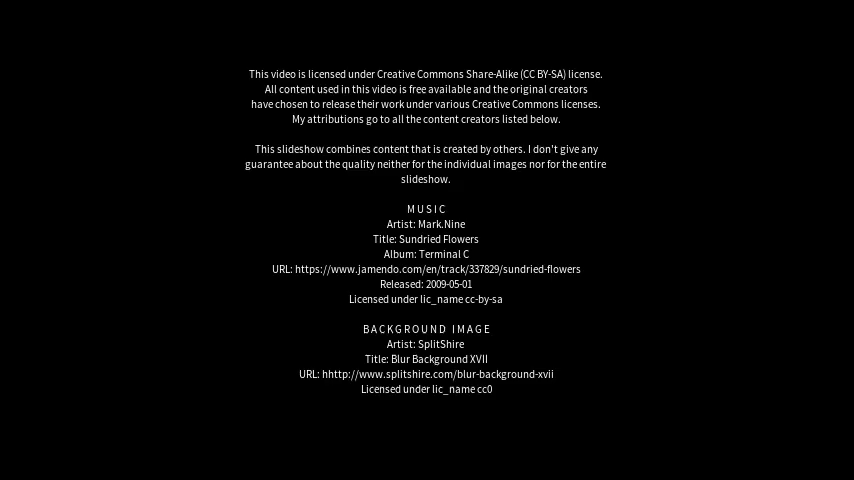 This video is licensed under Creative Commons Share-Alike (CC BY-SA) license.
All content used in this video is free available and the original creators
have chosen to release their work under various Creative Commons licenses.
My attributions go to all the content creators listed below.
This slideshow combines content that is created by others. I don't give any
guarantee about the quality neither for the individual images nor for the entire
slideshow.
MUSIC
Artist: Mark.Nine
Title: Sundried Flowers
Album: Terminal C
URL: https://www.jamendo.com/en/track/337829/sundried-flowers
Released: 2009-05-01
Licensed under lic_name cc-by-sa
BACKGROUND IMAGE
Artist: SplitShire
Title: Blur Background XVII
URL: hhttp://www.splitshire.com/blur-background-xvii
Licensed under lic_name cc0